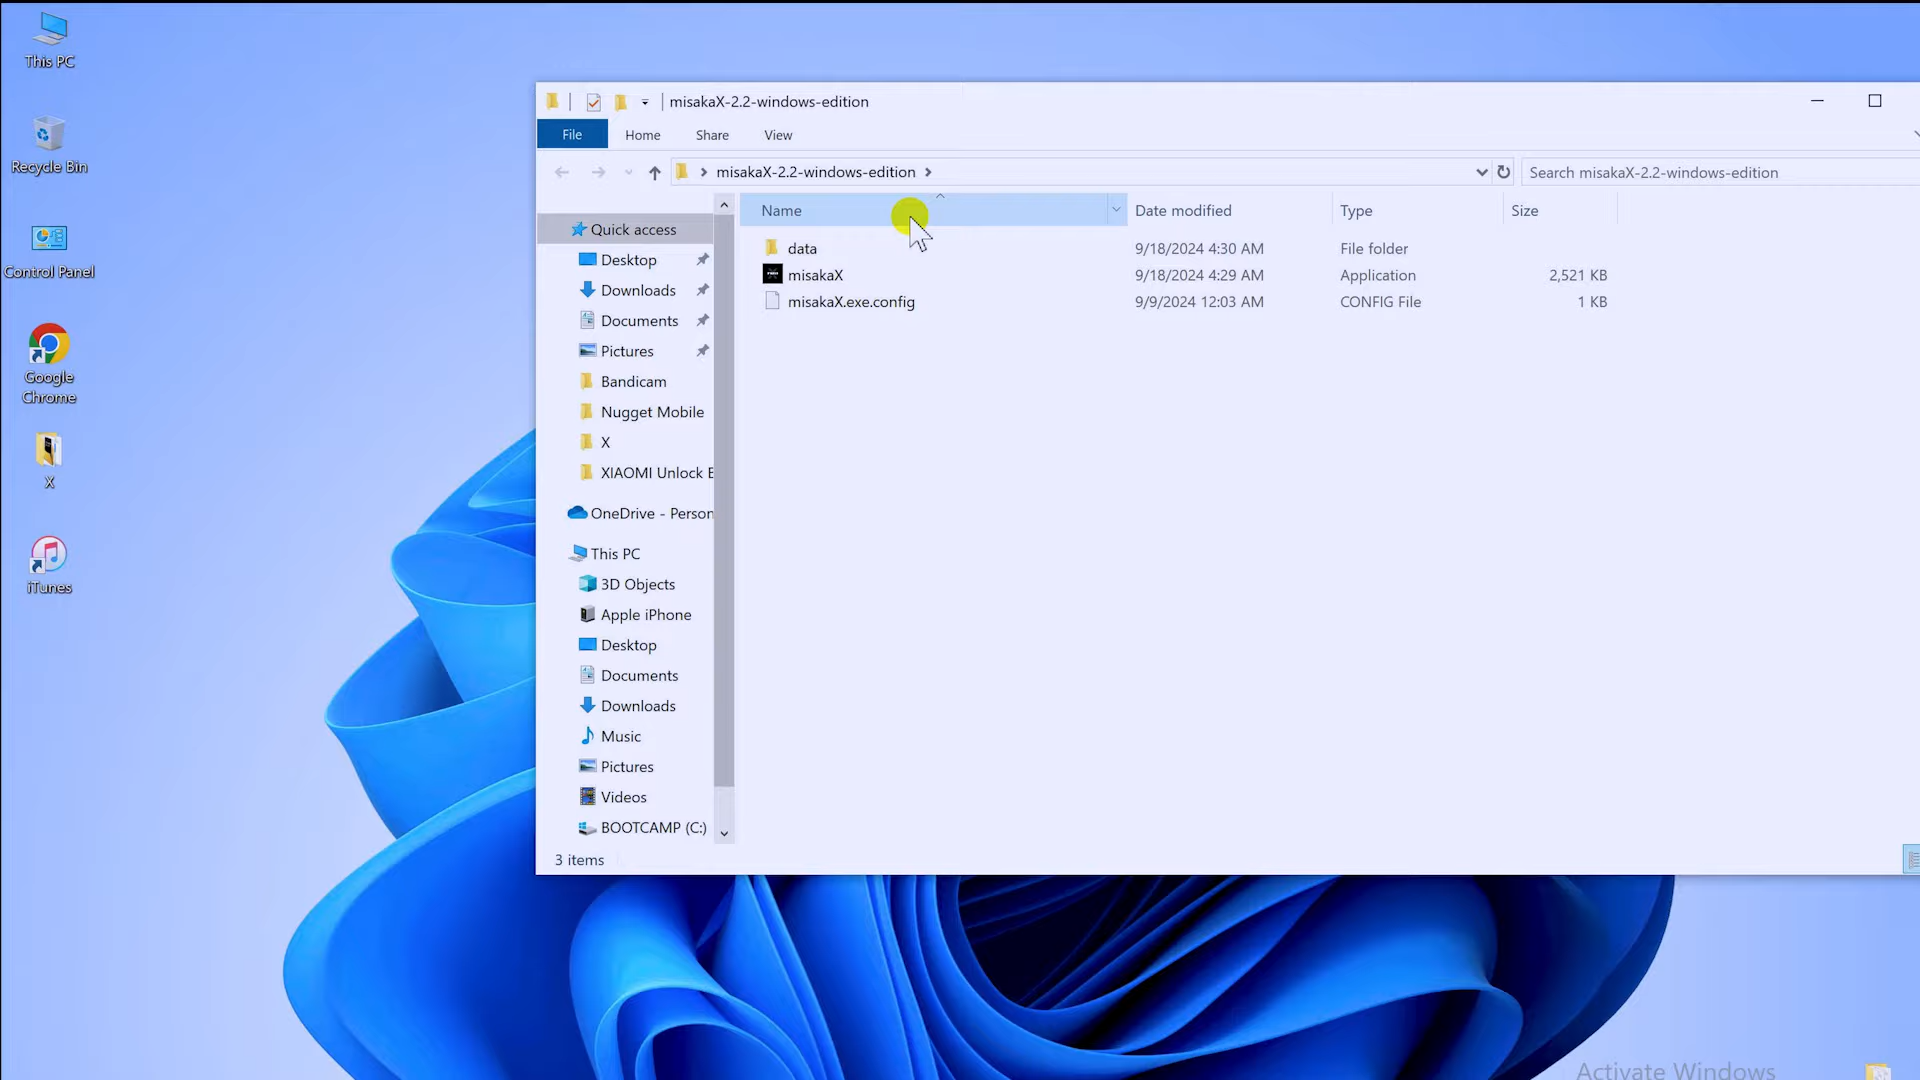 This PC
Recycle Bin
Control Panel
Google
Chrome
X
iTunes
misakaX-2.2-windows-edition
File
Home
Share
View
misakaX-2.2-windows-edition
Search misakaX-2.2-windows-edition
Quick access
Desktop
Downloads
Documents
Pictures
Bandicam
Nugget Mobile
X
XIAOMI Unlock E
OneDrive - Person
This PC
3D Objects
Apple iPhone
Desktop
Documents
Downloads
Music
Pictures
Videos
BOOTCAMP (C:)
Name
Date modified
Type
Size
data
9/18/2024 4:30 AM
File folder
misakaX
9/18/2024 4:29 AM
Application
2,521 KB
misakaX.exe.config
9/9/2024 12:03 AM
CONFIG File
1 KB
3 items
Activate Windows